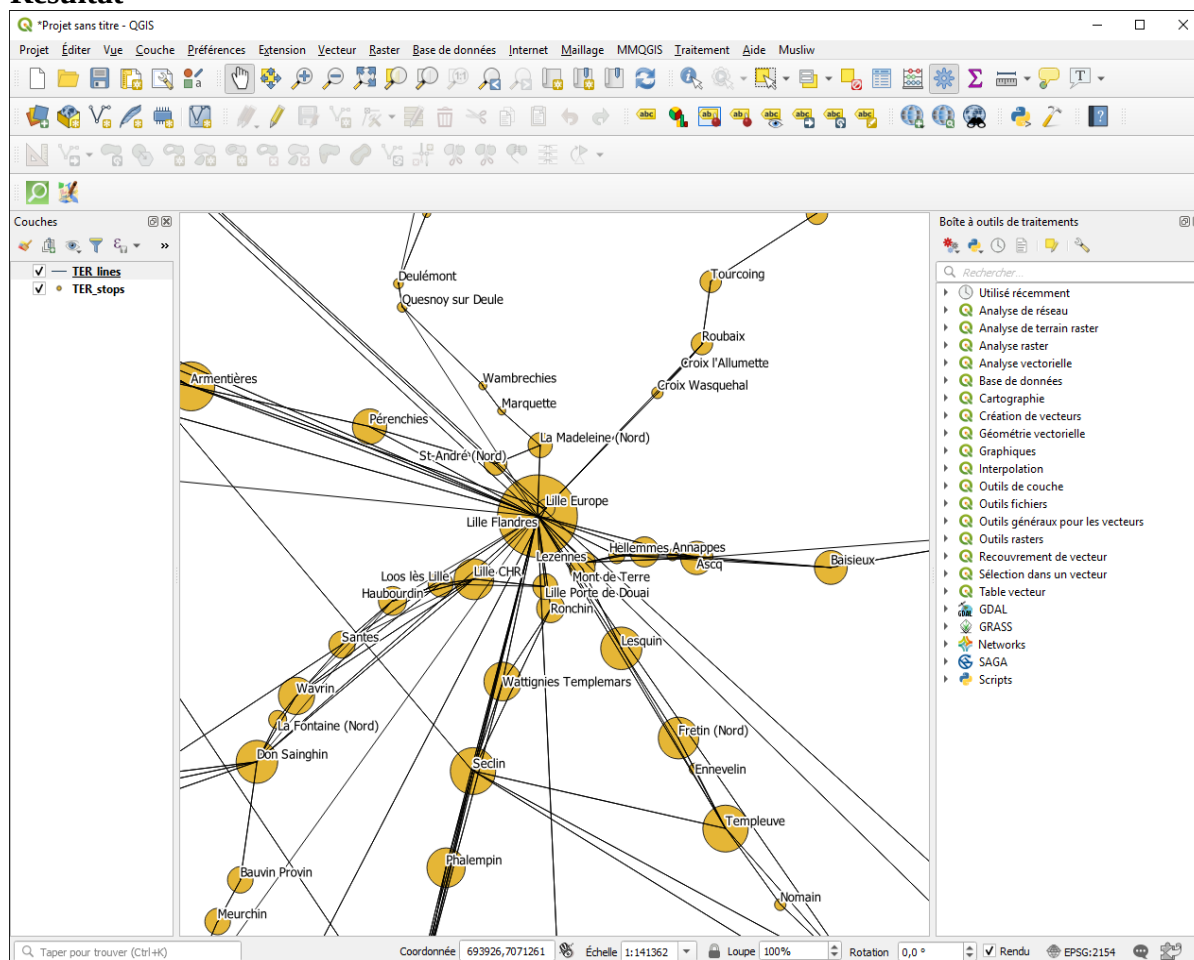 Résultat
*Projet sans titre - QGIS
Projet Éditer Vue Couche Préférences Extension Vecteur Raster Base de données Internet Maillage MMQGIS Traitement Aide Musliw
Couches
Boîte à outils de traitements
Rechercher...
TER_lines
TER_stops
Utilisé récemment
Analyse de réseau
Analyse de terrain raster
Analyse raster
Analyse vectorielle
Base de données
Cartographie
Création de vecteurs
Géométrie vectorielle
Graphiques
Interpolation
Outils de couche
Outils fichiers
Outils généraux pour les vecteurs
Outils rasters
Recouvrement de vecteur
Sélection dans un vecteur
Table vecteur
GDAL
GRASS
Networks
SAGA
Scripts
Deulémont
Tourcoing
Quesnoy sur Deule
Roubaix
Croix l'Allumette
Armentières
Wambrechies
Croix Wasquehal
Marquette
Pérenchies
La Madeleine (Nord)
St-André (Nord)
Lille Europe
Lille Flandres
Hellemmes Annappes
Lezennes
Ascq
Baisieux
Loos lès Lille
Lille CHR
Mont de Terre
Haubourdin
Lille Porte de Douai
Ronchin
Santes
Lesquin
Wavrin
Wattignies Templemars
La Fontaine (Nord)
Fretin (Nord)
Don Sainghin
Seclin
Ennevelin
Templeuve
Phalempin
Bauvin Provin
Nomain
Meurchin
Taper pour trouver (Ctrl+K)
Coordonnée 693926,7071261 Échelle 1:141362 Loupe 100% Rotation 0,0 ° Rendu EPSG:2154